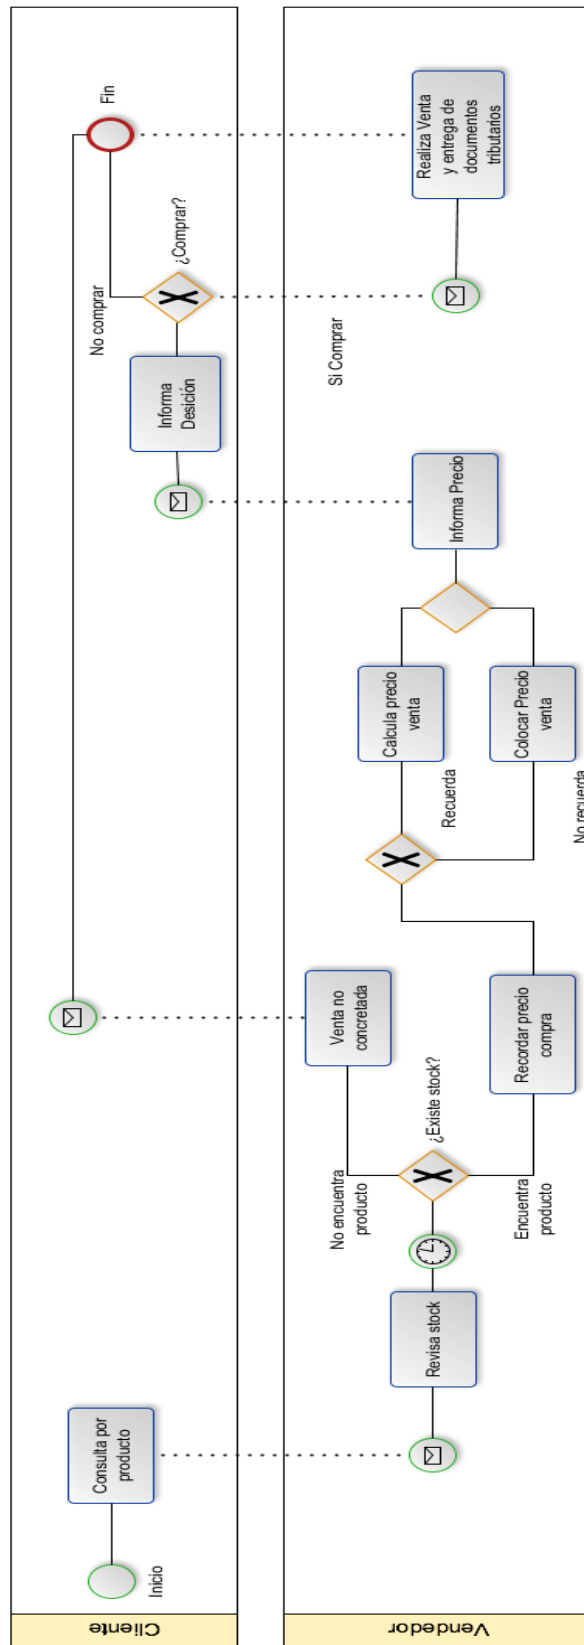 Cliente
Inicio
Consulta por
producto
Informa
Desición
¿Comprar?
No comprar
Fin
Vendedor
Revisa stock
¿Existe stock?
No encuentra
producto
Encuentra
producto
Venta no
concretada
Recordar precio
compra
Recuerda
No recuerda
Calcula precio
venta
Colocar Precio
venta
Informa Precio
Si Comprar
Realiza Venta
y entrega de
documentos
tributarios